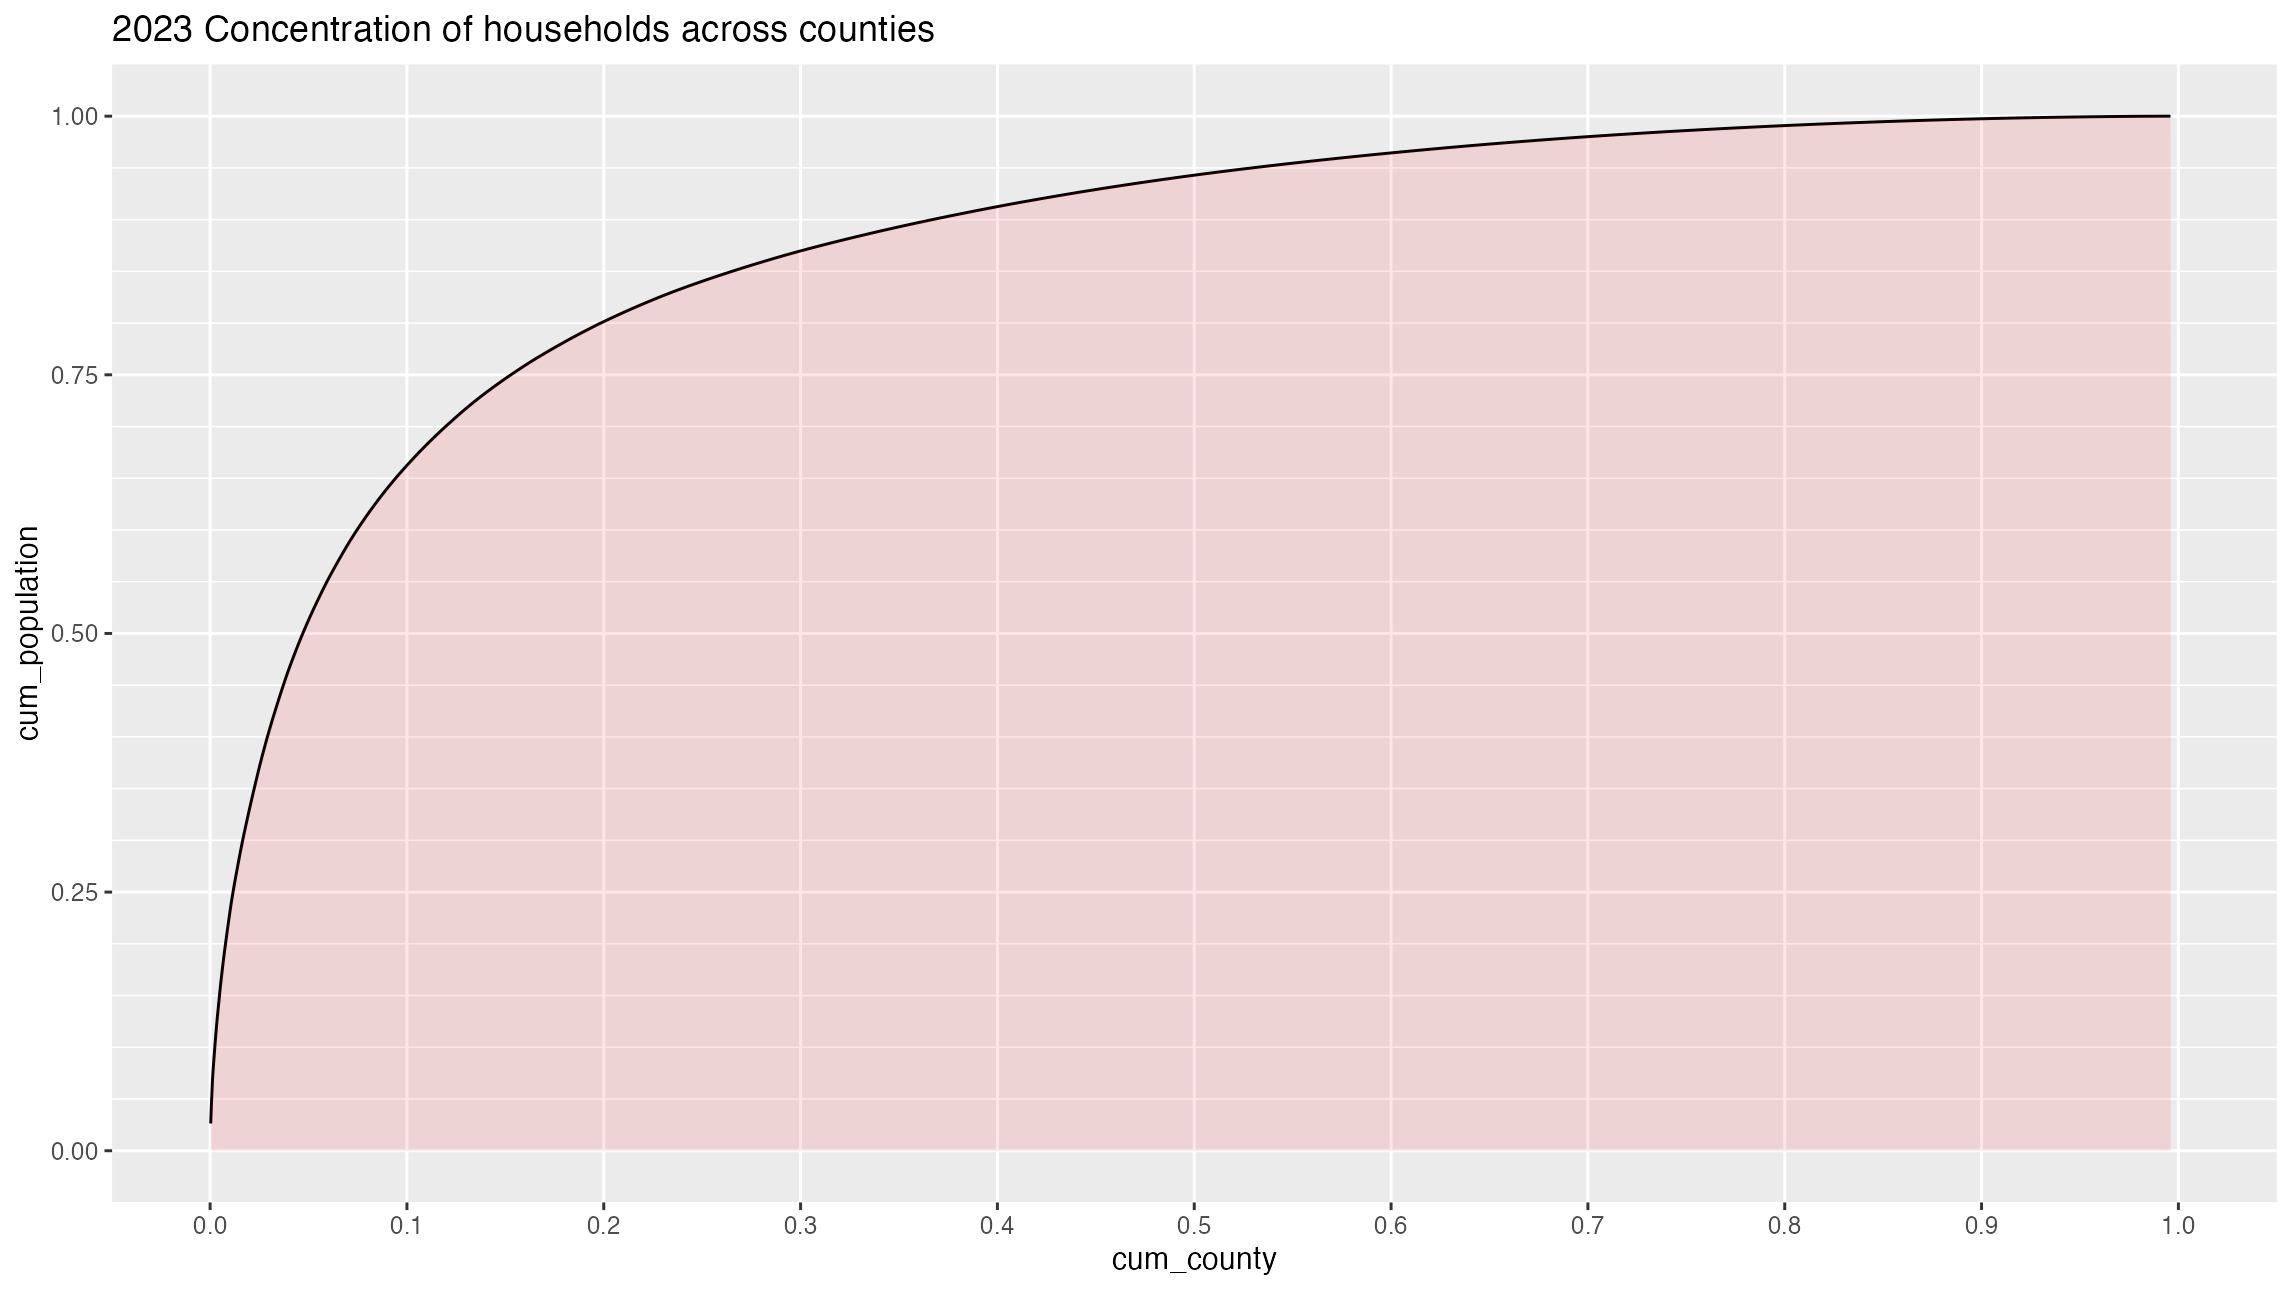 2023 Concentration of households across counties
cum_population
1.00
0.75
0.50
0.25
0.00
0.0 0.1 0.2 0.3 0.4 0.5 0.6 0.7 0.8 0.9 1.0
cum_county